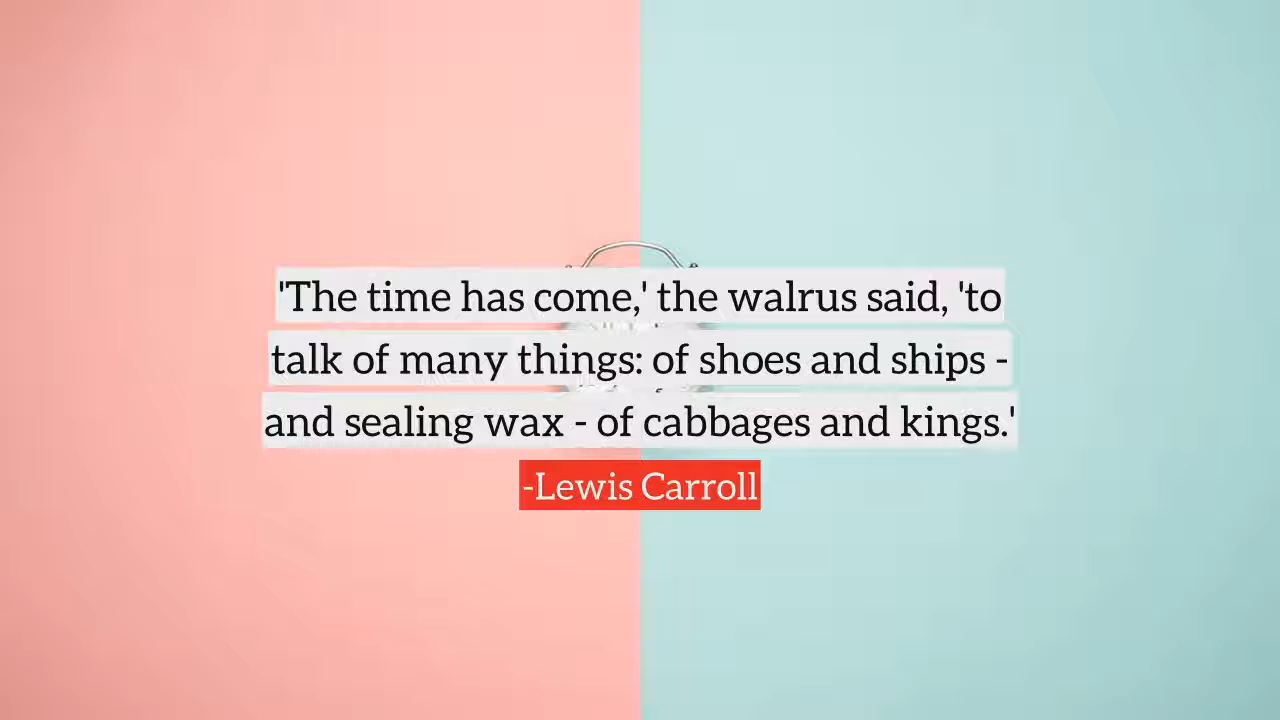 'The time has come,' the walrus said, 'to
talk of many things: of shoes and ships -
and sealing wax - of cabbages and kings.'
-Lewis Carroll